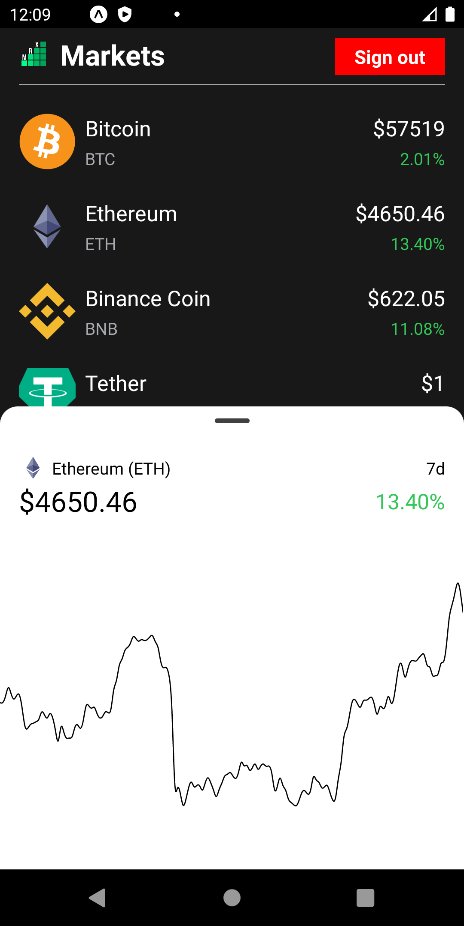 12:09
Markets
Sign out
Bitcoin
$57519
BTC
2.01%
Ethereum
$4650.46
ETH
13.40%
Binance Coin
$622.05
BNB
11.08%
Tether
$1
Ethereum (ETH)
7d
$4650.46
13.40%